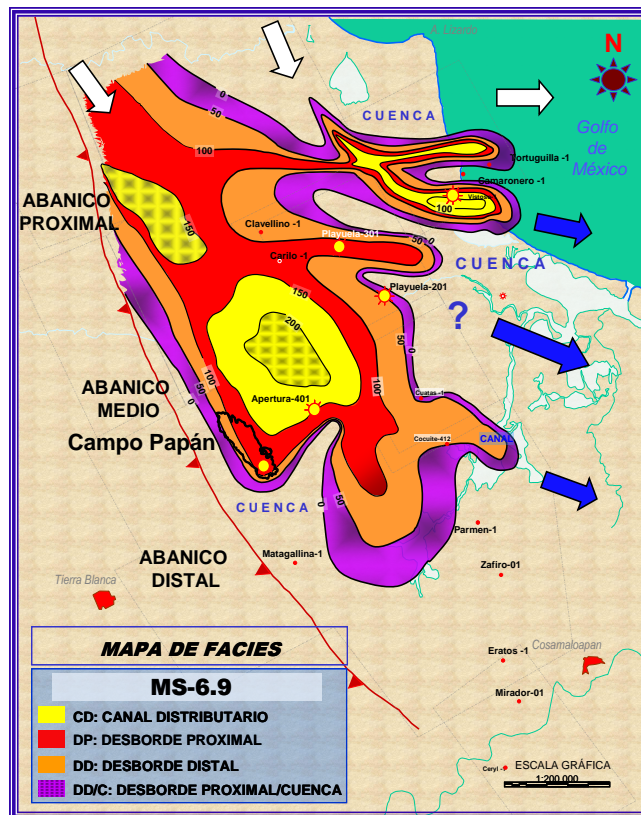 A. Lizardo
N
0
50
CUENCA
Golfo
de
México
100
Tortuguilla -1
Camaronero -1
ABANICO
PROXIMAL
150
Vistoso
100
Clavellino -1
Playuela-301
50
0
Carilo -1
CUENCA
150
Playuela-201
?
200
50
0
100
50
0
ABANICO
MEDIO
100
Cuatas -1
Apertura-401
Campo Papán
Cocuite-412
CANAL
CUENCA
0
50
Parmen-1
ABANICO
DISTAL
Matagallina-1
Zafiro-01
Tierra Blanca
Eratos -1
Cosamaloapan
MAPA DE FACIES
MS-6.9
Mirador-01
CD: CANAL DISTRIBUTARIO
DP: DESBORDE PROXIMAL
DD: DESBORDE DISTAL
DD/C: DESBORDE PROXIMAL/CUENCA
Ceryl -1
ESCALA GRÁFICA
1:200,000